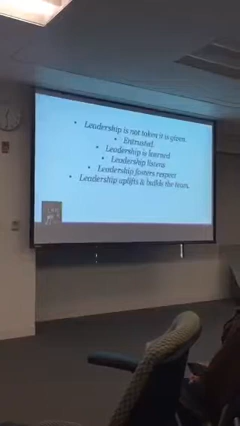 • Leadership is not taken it is given.
• Entrusted.
• Leadership is learned
• Leadership listens
• Leadership fosters respect
• Leadership uplifts & builds the team.